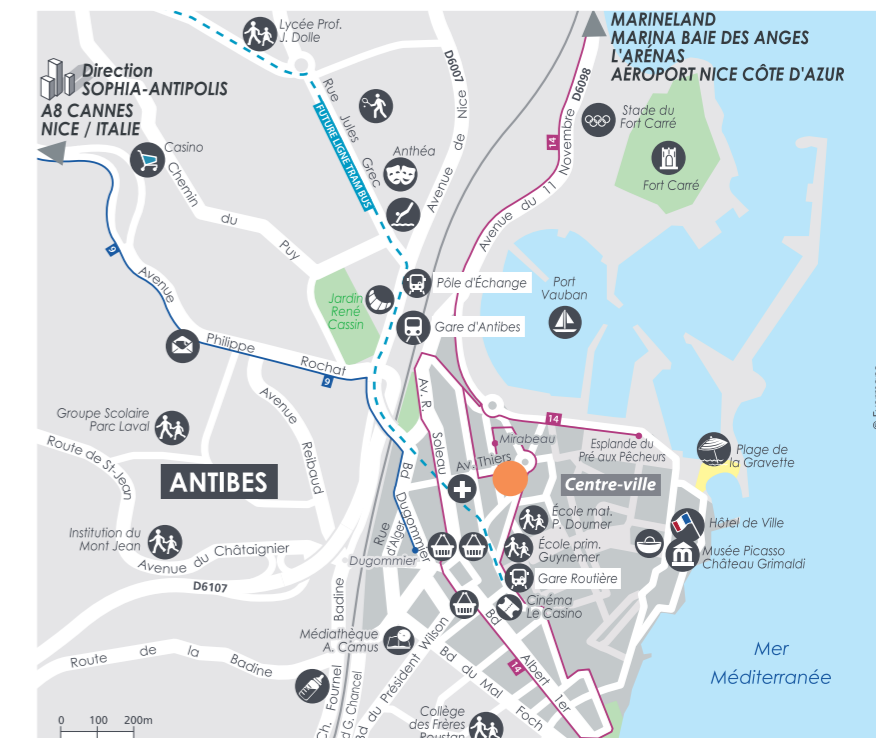 Lycée Prof.
J. Dolle
MARINELAND
MARINA BAIE DES ANGES
L'ARÉNAS
AÉROPORT NICE CÔTE D'AZUR
Direction
SOPHIA-ANTIPOLIS
A8 CANNES
NICE / ITALIE
D6007
D6098
Rue Jules Grec
FUTURE LIGNE TRAM BUS
Avenue de Nice
14
Avenue du 11 Novembre
Stade du
Fort Carré
Fort Carré
Casino
Anthéa
Chemin du Puy
9
Avenue Philippe Rochat
Pôle d'Échange
Port
Vauban
Jardin
René
Cassin
Gare d'Antibes
9
Avenue Reibaud
Av. R. Soleau
14
Groupe Scolaire
Parc Laval
Mirabeau
Esplande du
Pré aux Pêcheurs
Route de St-Jean
Av. Thiers
Plage de
la Gravette
ANTIBES
Centre-ville
Bd Dugommier
Rue d'Alger
École mat.
P. Doumer
Hôtel de Ville
Institution du
Mont Jean
École prim.
Guynemer
Musée Picasso
Château Grimaldi
Avenue du Châtaignier
Dugommier
Gare Routière
D6107
Badine
Cinéma
Le Casino
Médiathèque
A. Camus
Bd du Président Wilson
Bd Albert 1er
14
Route de la Badine
Bd du Mal. Foch
Mer
Méditerranée
Ch. Fournel
d G. Chancel
Collège
des Frères
Roustan
0 100 200m